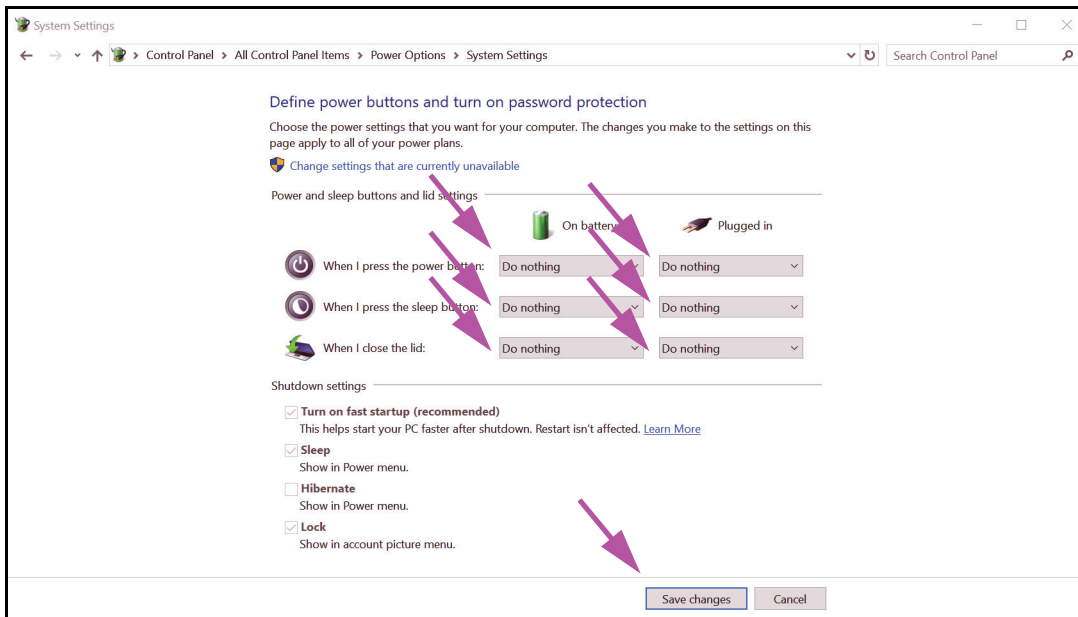 System Settings
Control Panel > All Control Panel Items > Power Options > System Settings
Search Control Panel
Define power buttons and turn on password protection
Choose the power settings that you want for your computer. The changes you make to the settings on this
page apply to all of your power plans.
Change settings that are currently unavailable
Power and sleep buttons and lid settings
On battery Plugged in
When I press the power button: Do nothing Do nothing
When I press the sleep button: Do nothing Do nothing
When I close the lid: Do nothing Do nothing
Shutdown settings
Turn on fast startup (recommended)
This helps start your PC faster after shutdown. Restart isn't affected. Learn More
Sleep
Show in Power menu.
Hibernate
Show in Power menu.
Lock
Show in account picture menu.
Save changes Cancel